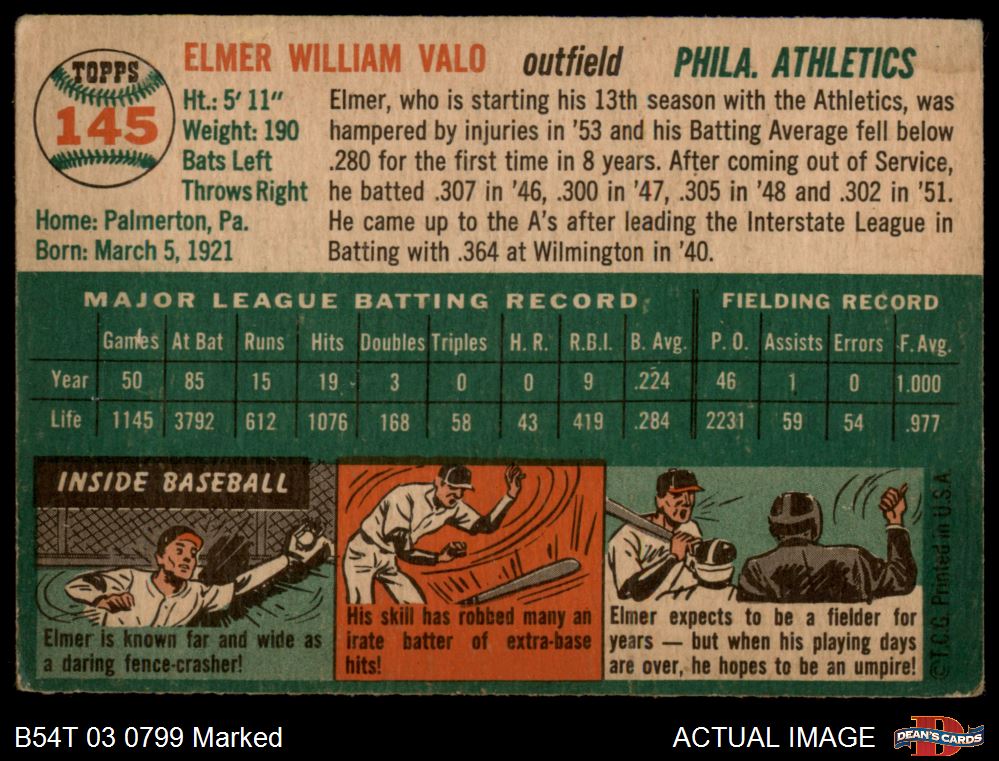 TOPPS
145
ELMER WILLIAM VALO outfield PHILA. ATHLETICS
Ht.: 5' 11"
Weight: 190
Bats Left
Throws Right
Home: Palmerton, Pa.
Born: March 5, 1921
Elmer, who is starting his 13th season with the Athletics, was
hampered by injuries in '53 and his Batting Average fell below
.280 for the first time in 8 years. After coming out of Service,
he batted .307 in '46, .300 in '47, .305 in '48 and .302 in '51.
He came up to the A's after leading the Interstate League in
Batting with .364 at Wilmington in '40.
MAJOR LEAGUE BATTING RECORD FIELDING RECORD
Games At Bat Runs Hits Doubles Triples H. R. R.B.I. B. Avg. P. O. Assists Errors F. Avg.
Year 50 85 15 19 3 0 0 9 .224 46 1 0 1.000
Life 1145 3792 612 1076 168 58 43 419 .284 2231 59 54 .977
INSIDE BASEBALL
Elmer is known far and wide as
a daring fence-crasher!
His skill has robbed many an
irate batter of extra-base
hits!
Elmer expects to be a fielder for
years — but when his playing days
are over, he hopes to be an umpire!
©T.C.G. Printed in U.S.A.
B54T 03 0799 Marked ACTUAL IMAGE
DEAN'S CARDS